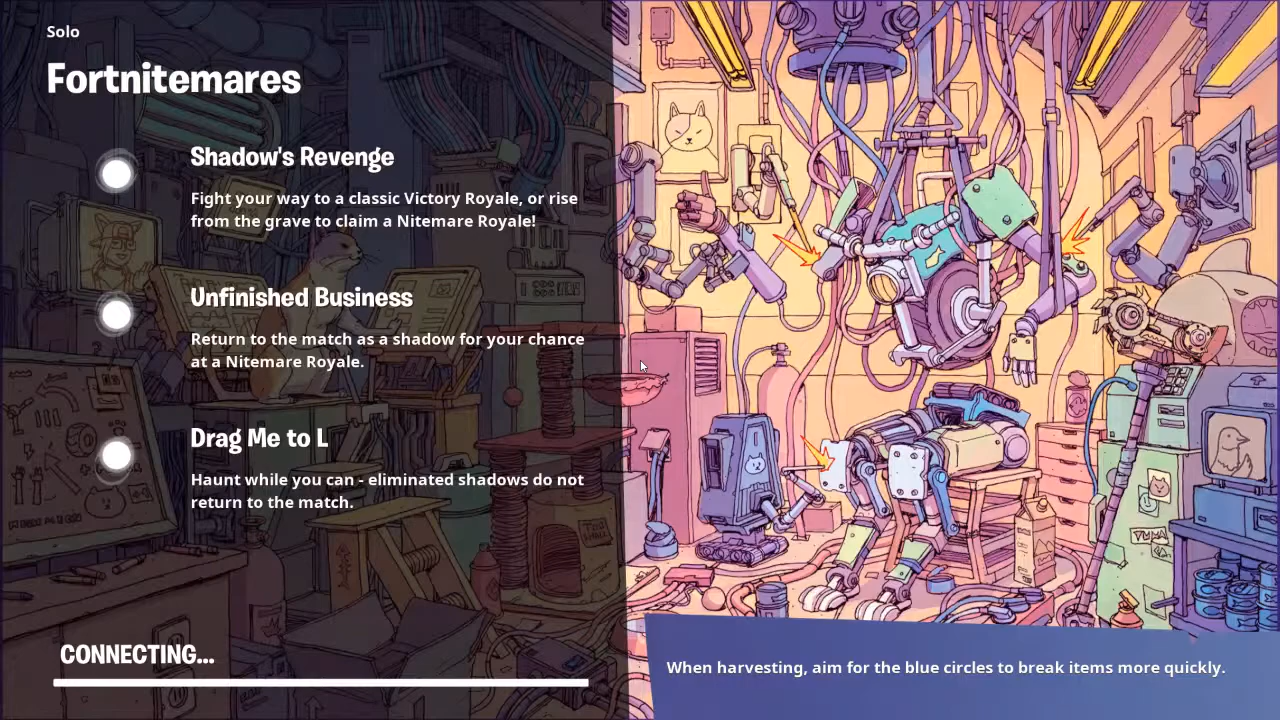 Solo
Fortnitemares
Shadow's Revenge
Fight your way to a classic Victory Royale, or rise
from the grave to claim a Nitemare Royale!
Unfinished Business
Return to the match as a shadow for your chance
at a Nitemare Royale.
Drag Me to L
Haunt while you can - eliminated shadows do not
return to the match.
CONNECTING...
When harvesting, aim for the blue circles to break items more quickly.